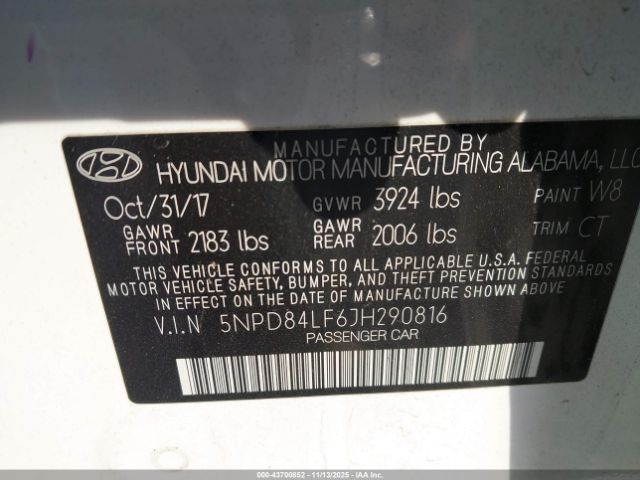 MANUFACTURED BY
HYUNDAI MOTOR MANUFACTURING ALABAMA, LLC
Oct/31/17 GVWR 3924 lbs PAINT W8
GAWR FRONT 2183 lbs GAWR REAR 2006 lbs TRIM CT
THIS VEHICLE CONFORMS TO ALL APPLICABLE U.S.A. FEDERAL
MOTOR VEHICLE SAFETY, BUMPER, AND THEFT PREVENTION STANDARDS
IN EFFECT ON THE DATE OF MANUFACTURE SHOWN ABOVE.
V.I.N 5NPD84LF6JH290816
PASSENGER CAR
000-43700852 - 11/13/2025 - IAAI.COM